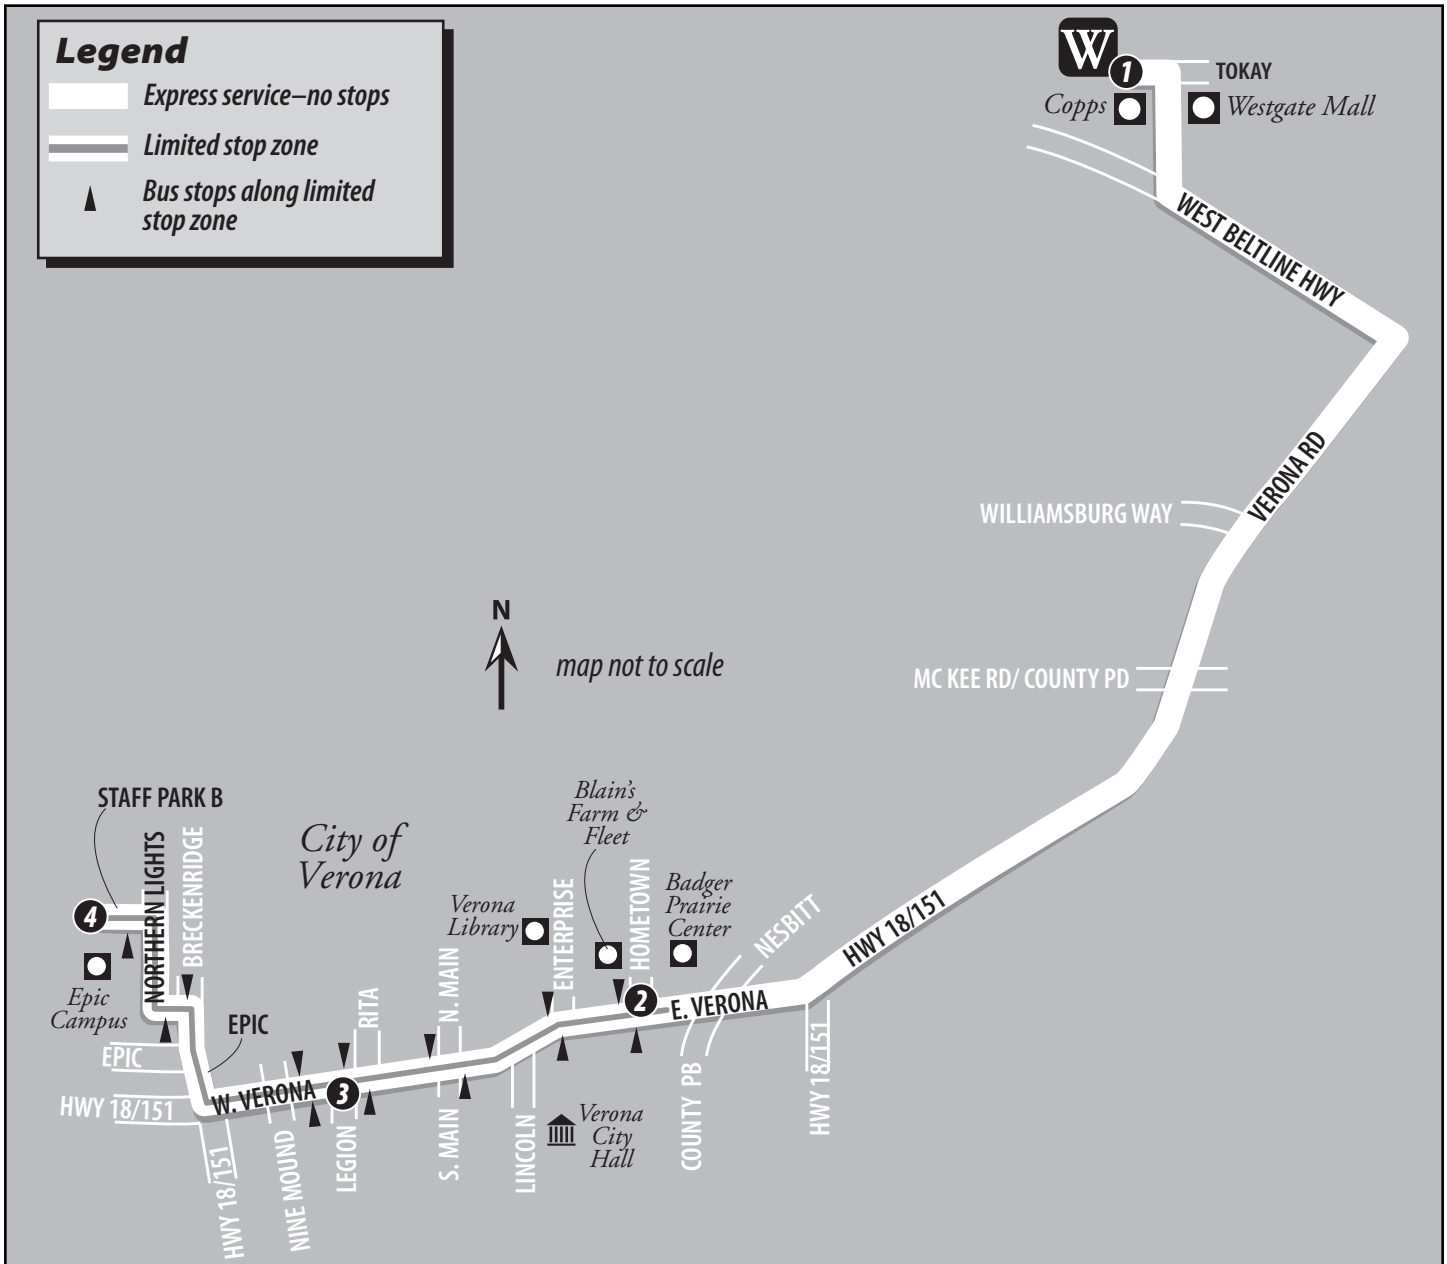 Legend
Express service–no stops
Limited stop zone
Bus stops along limited
stop zone
W
1
TOKAY
Copps
Westgate Mall
WEST BELTLINE HWY
VERONA RD
WILLIAMSBURG WAY
N
map not to scale
MC KEE RD/ COUNTY PD
STAFF PARK B
NORTHERN LIGHTS
BRECKENRIDGE
City of
Verona
Blain's
Farm &
Fleet
Verona
Library
ENTERPRISE
HOMETOWN
Badger
Prairie
Center
NESBITT
HWY 18/151
4
Epic
Campus
EPIC
EPIC
RITA
N. MAIN
2
E. VERONA
HWY 18/151
W. VERONA
3
HWY 18/151
HWY 18/151
NINE MOUND
LEGION
S. MAIN
LINCOLN
Verona
City
Hall
COUNTY PB